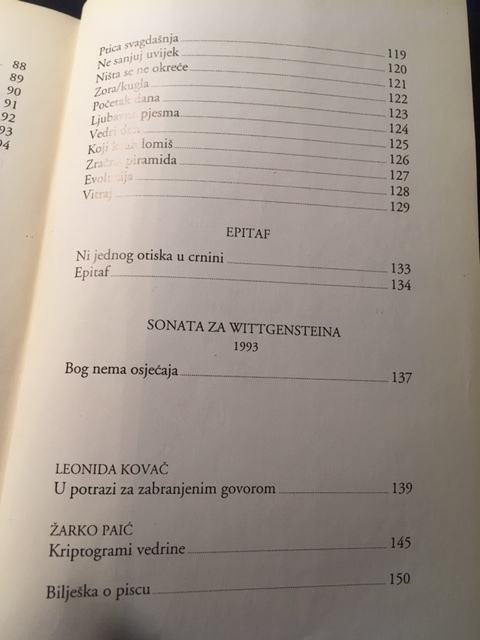 88
89
90
91
92
93
94
Ptica svagdašnja 119
Ne sanjuj uvijek 120
Ništa se ne okreće 121
Zora/kugla 122
Početak dana 123
Ljubavna pjesma 124
Vedri 125
Koji lomiš 126
Zračna piramida 127
Evolucija 128
Vitraj 129
EPITAF
Ni jednog otiska u crnini 133
Epitaf 134
SONATA ZA WITTGENSTEINA
1993
Bog nema osjećaja 137
LEONIDA KOVAČ
U potrazi za zabranjenim govorom 139
ŽARKO PAIĆ
Kriptogrami vedrine 145
Bilješka o piscu 150